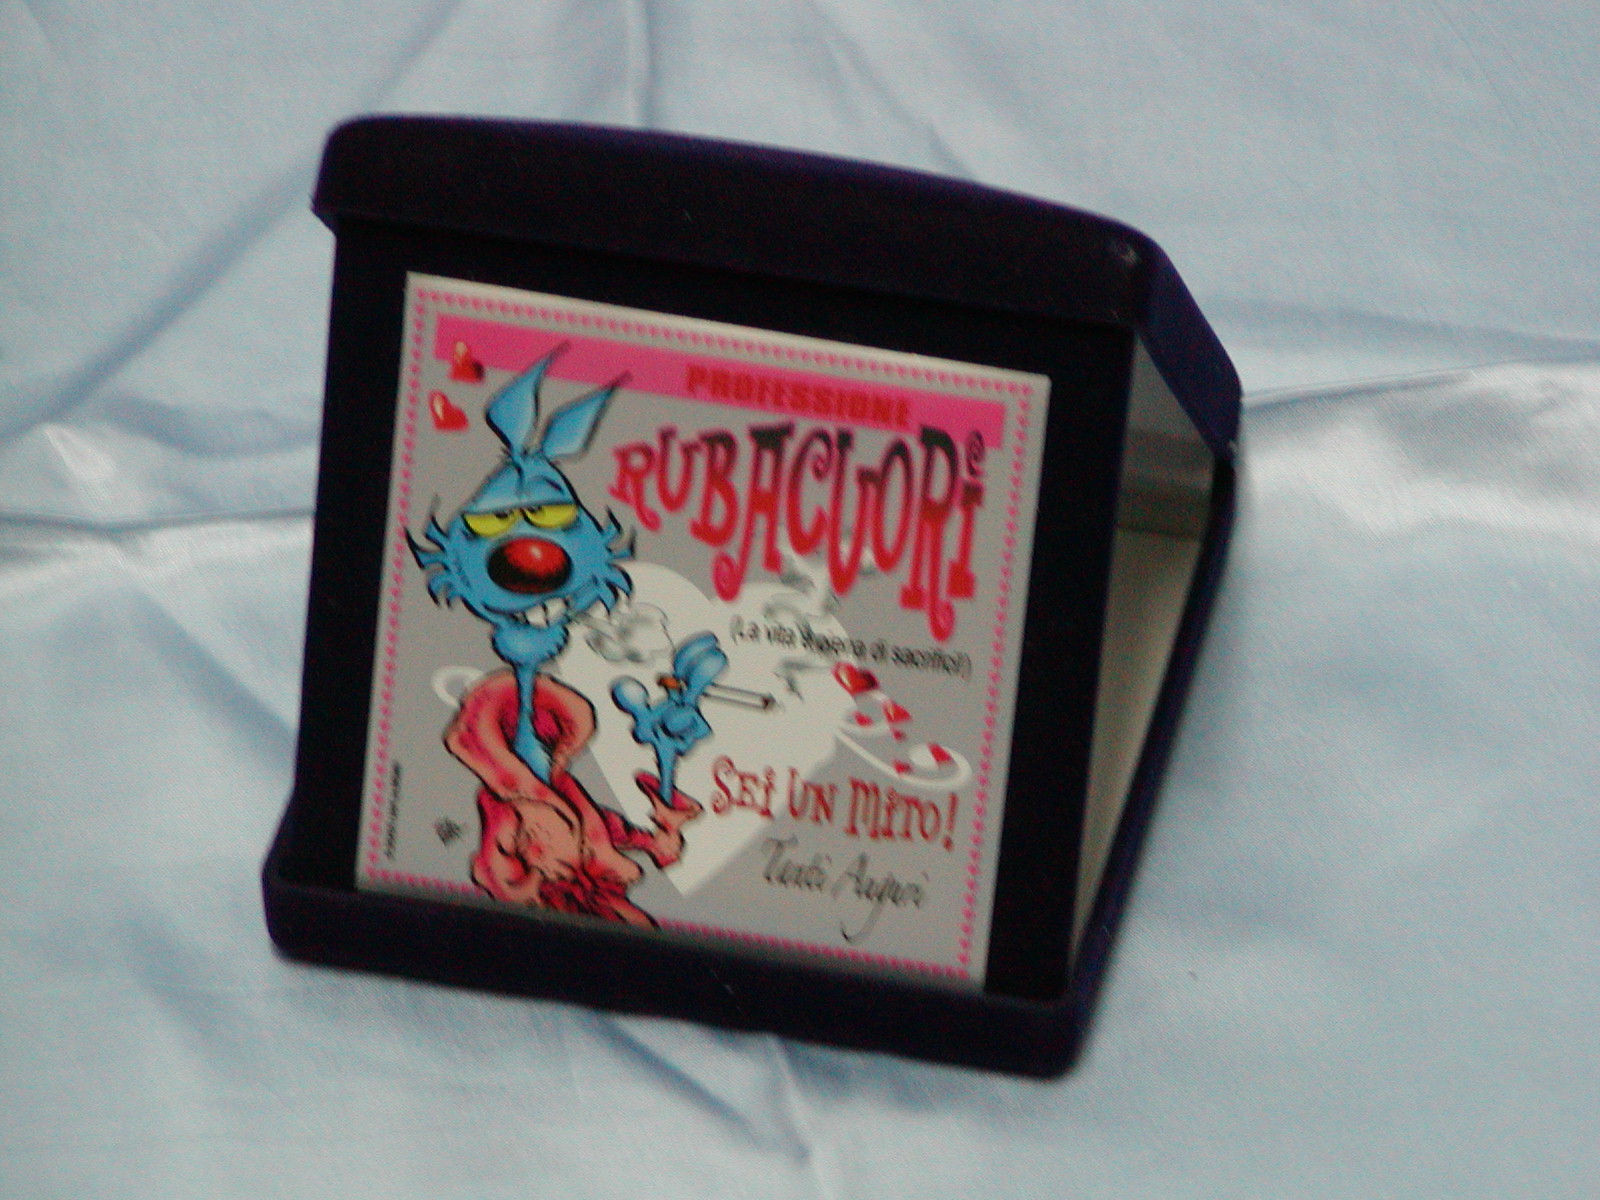 PROFESSIONE
RUBACUORI
(La vita è piena di sacrifici!)
SEI UN MITO!
Tanti Auguri